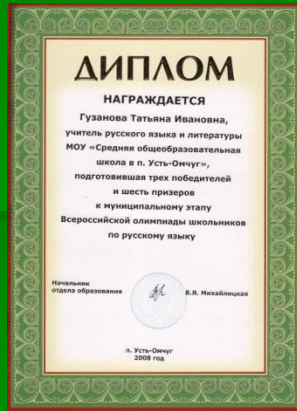 ДИПЛОМ
НАГРАЖДАЕТСЯ
Гузанова Татьяна Ивановна,
учитель русского языка и литературы
МОУ «Средняя общеобразовательная
школа в п. Усть-Омчуг»,
подготовившая трех победителей
и шесть призеров
к муниципальному этапу
Всероссийской олимпиады школьников
по русскому языку
Начальник
отдела образования В.Я. Михайлицкая
п. Усть-Омчуг
2008 год